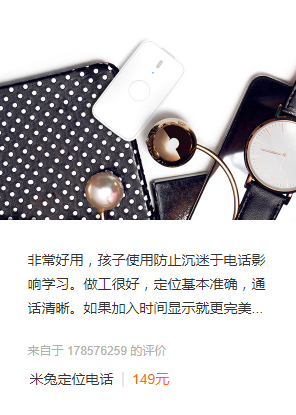 非常好用，孩子使用防止沉迷于电话影
响学习。做工很好，定位基本准确，通
话清晰。如果加入时间显示就更完美...
来自于 178576259 的评价
米兔定位电话 | 149元